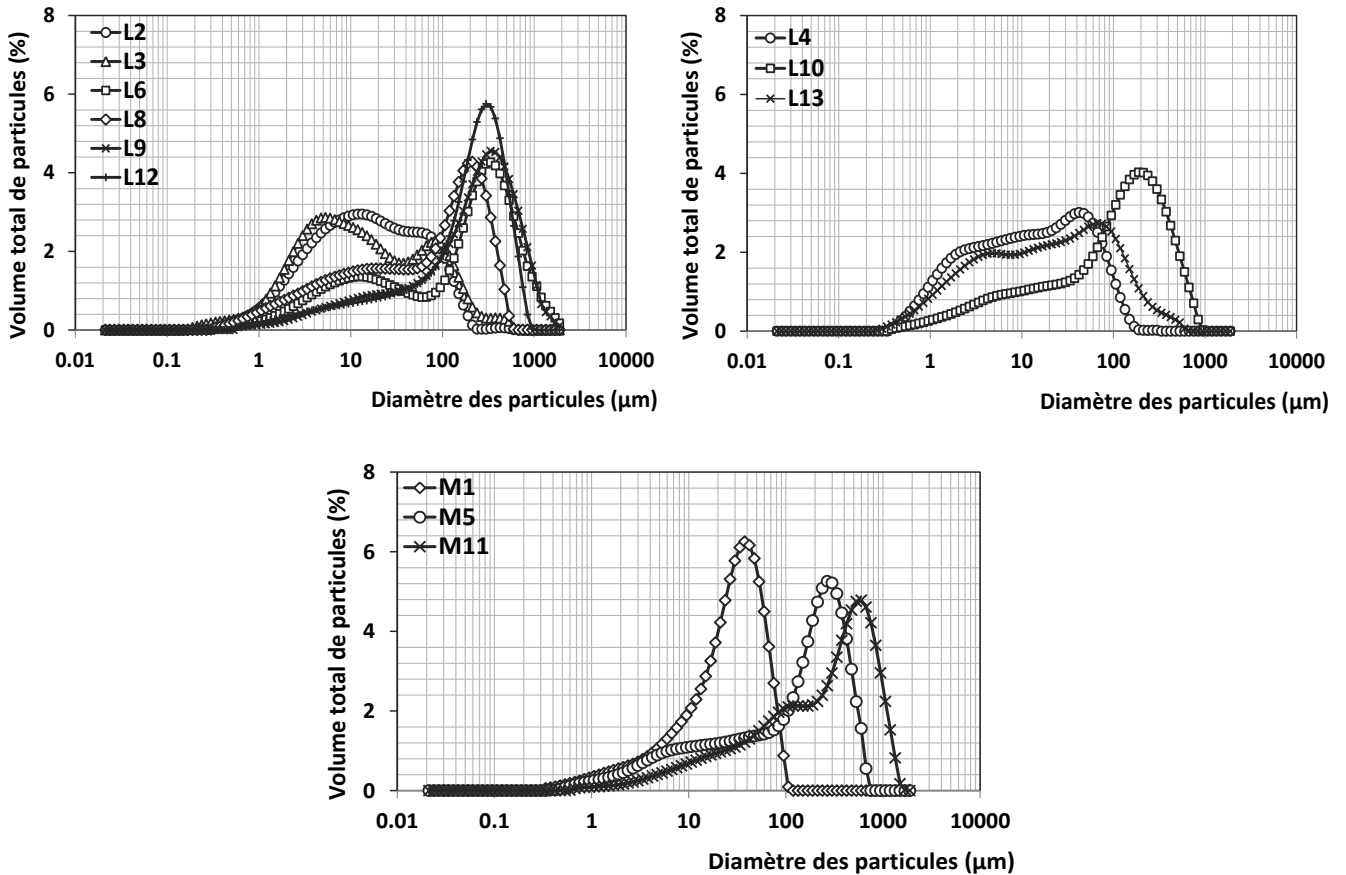 Volume total de particules (%)
8
6
4
2
0
L2
L3
L6
L8
L9
L12
0.01 0.1 1 10 100 1000 10000
Diamètre des particules (µm)
Volume total de particules (%)
8
6
4
2
0
L4
L10
L13
0.01 0.1 1 10 100 1000 10000
Diamètre des particules (µm)
Volume total de particules (%)
8
6
4
2
0
M1
M5
M11
0.01 0.1 1 10 100 1000 10000
Diamètre des particules (µm)